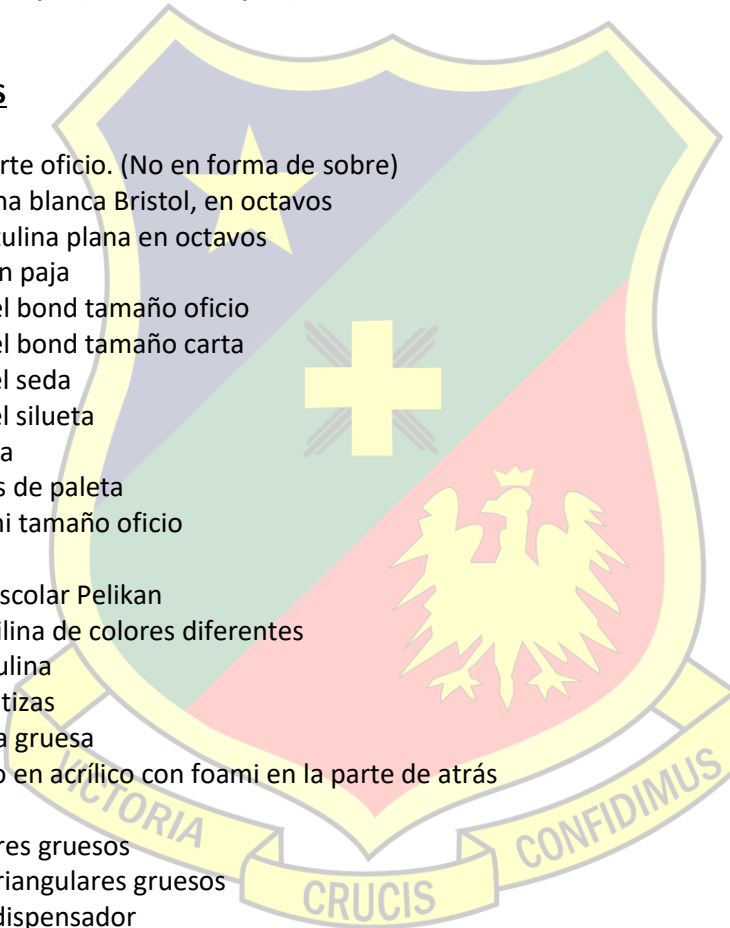 S
rte oficio. (No en forma de sobre)
na blanca Bristol, en octavos
tulina plana en octavos
n paja
el bond tamaño oficio
el bond tamaño carta
el seda
el silueta
a
s de paleta
ni tamaño oficio
scolar Pelikan
ilina de colores diferentes
ulina
tizas
a gruesa
o en acrílico con foami en la parte de atrás
res gruesos
riangulares gruesos
dispensador
VICTORIA
CRUCIS
CONFIDIMUS